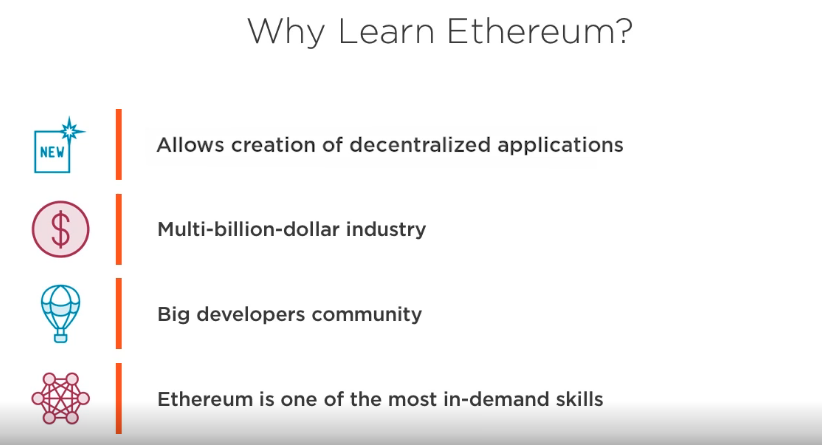 Why Learn Ethereum?
NEW
Allows creation of decentralized applications
$
Multi-billion-dollar industry
Big developers community
Ethereum is one of the most in-demand skills